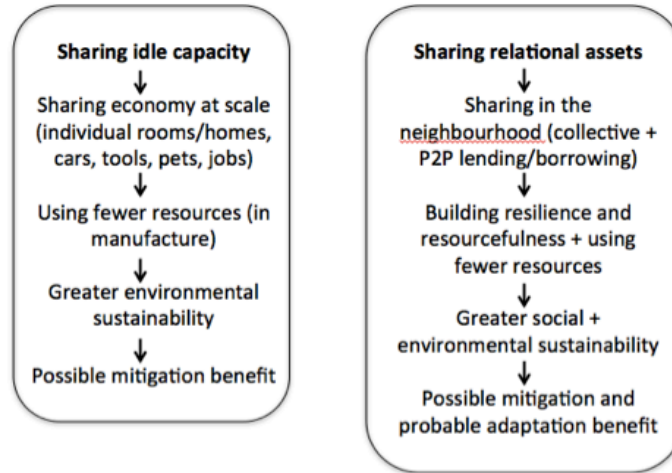 Sharing idle capacity
Sharing economy at scale
(individual rooms/homes,
cars, tools, pets, jobs)
Using fewer resources (in
manufacture)
Greater environmental
sustainability
Possible mitigation benefit
Sharing relational assets
Sharing in the
neighbourhood (collective +
P2P lending/borrowing)
Building resilience and
resourcefulness + using
fewer resources
Greater social +
environmental sustainability
Possible mitigation and
probable adaptation benefit